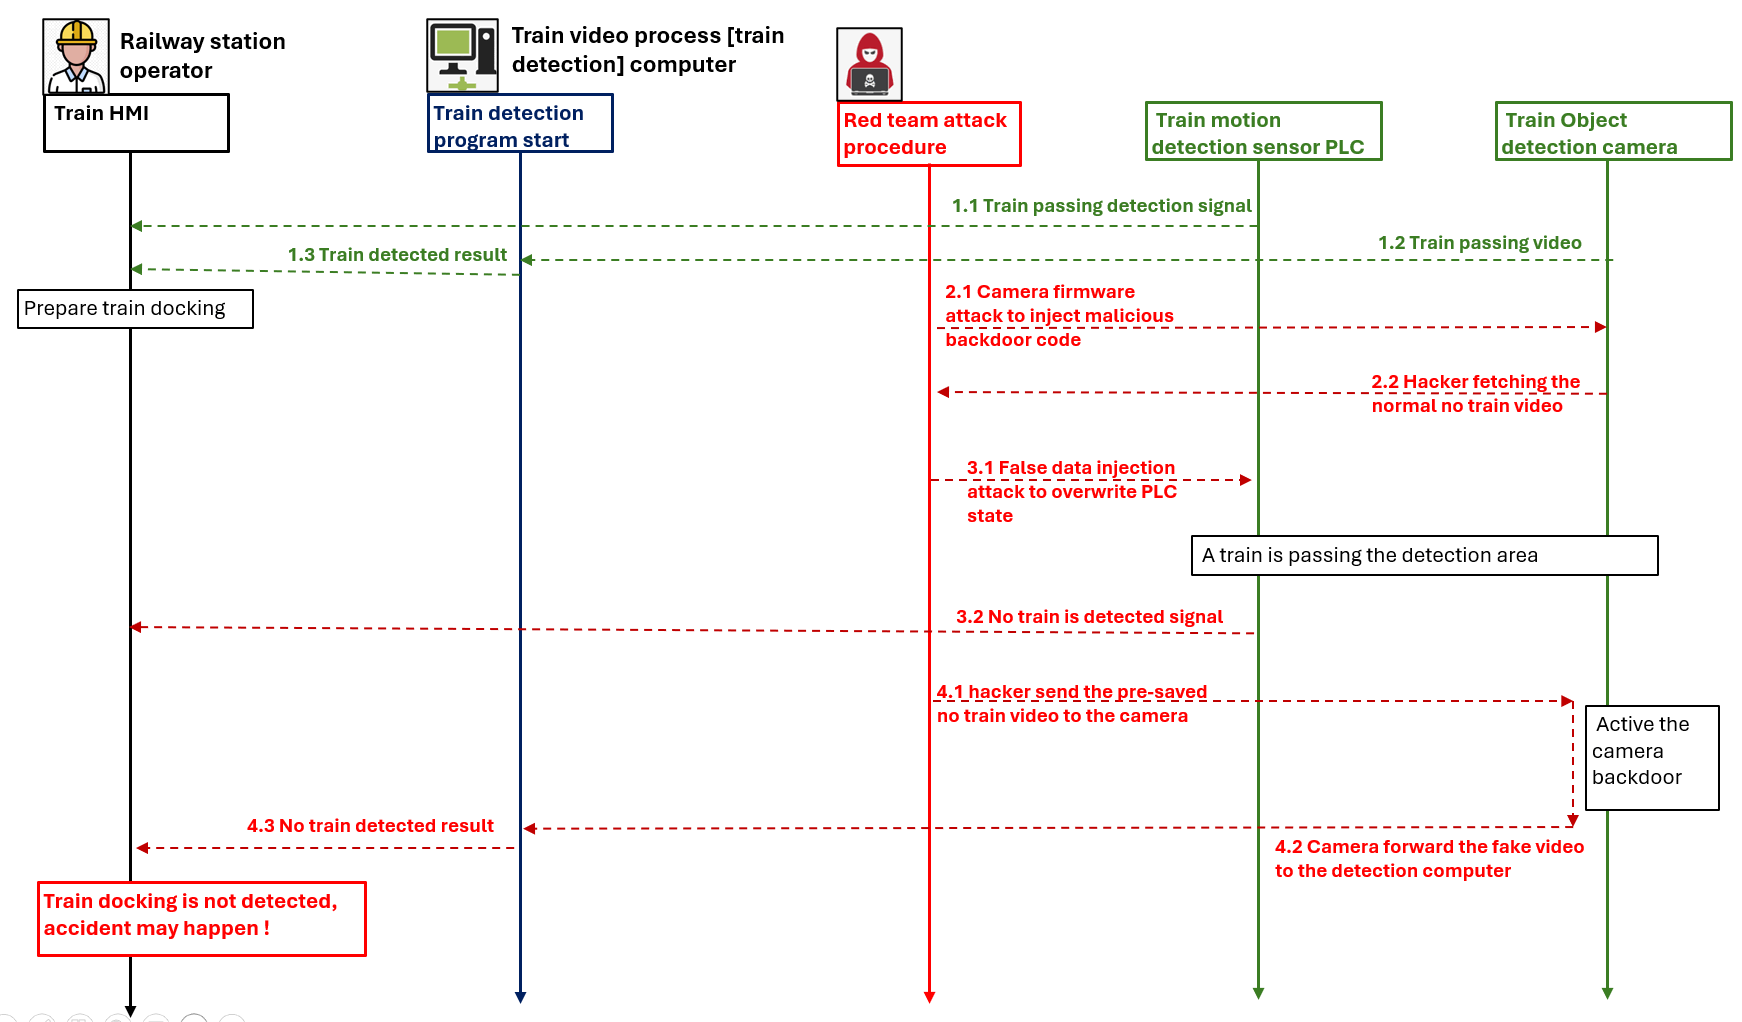 Railway station
operator
Train video process [train
detection] computer
Train HMI
Train detection
program start
Red team attack
procedure
Train motion
detection sensor PLC
Train Object
detection camera
1.1 Train passing detection signal
1.2 Train passing video
1.3 Train detected result
Prepare train docking
2.1 Camera firmware
attack to inject malicious
backdoor code
2.2 Hacker fetching the
normal no train video
3.1 False data injection
attack to overwrite PLC
state
A train is passing the detection area
3.2 No train is detected signal
4.1 hacker send the pre-saved
no train video to the camera
Active the
camera
backdoor
4.3 No train detected result
4.2 Camera forward the fake video
to the detection computer
Train docking is not detected,
accident may happen !